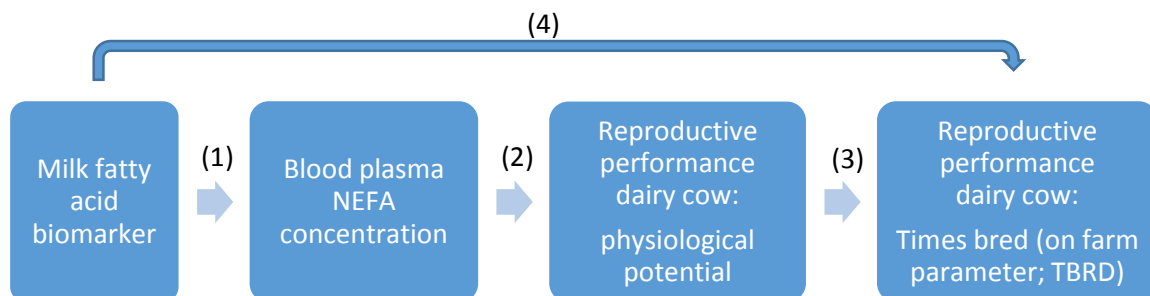 (4)
Milk fatty
acid
biomarker
(1)
Blood plasma
NEFA
concentration
(2)
Reproductive
performance
dairy cow:
physiological
potential
(3)
Reproductive
performance
dairy cow:
Times bred (on farm
parameter; TBRD)